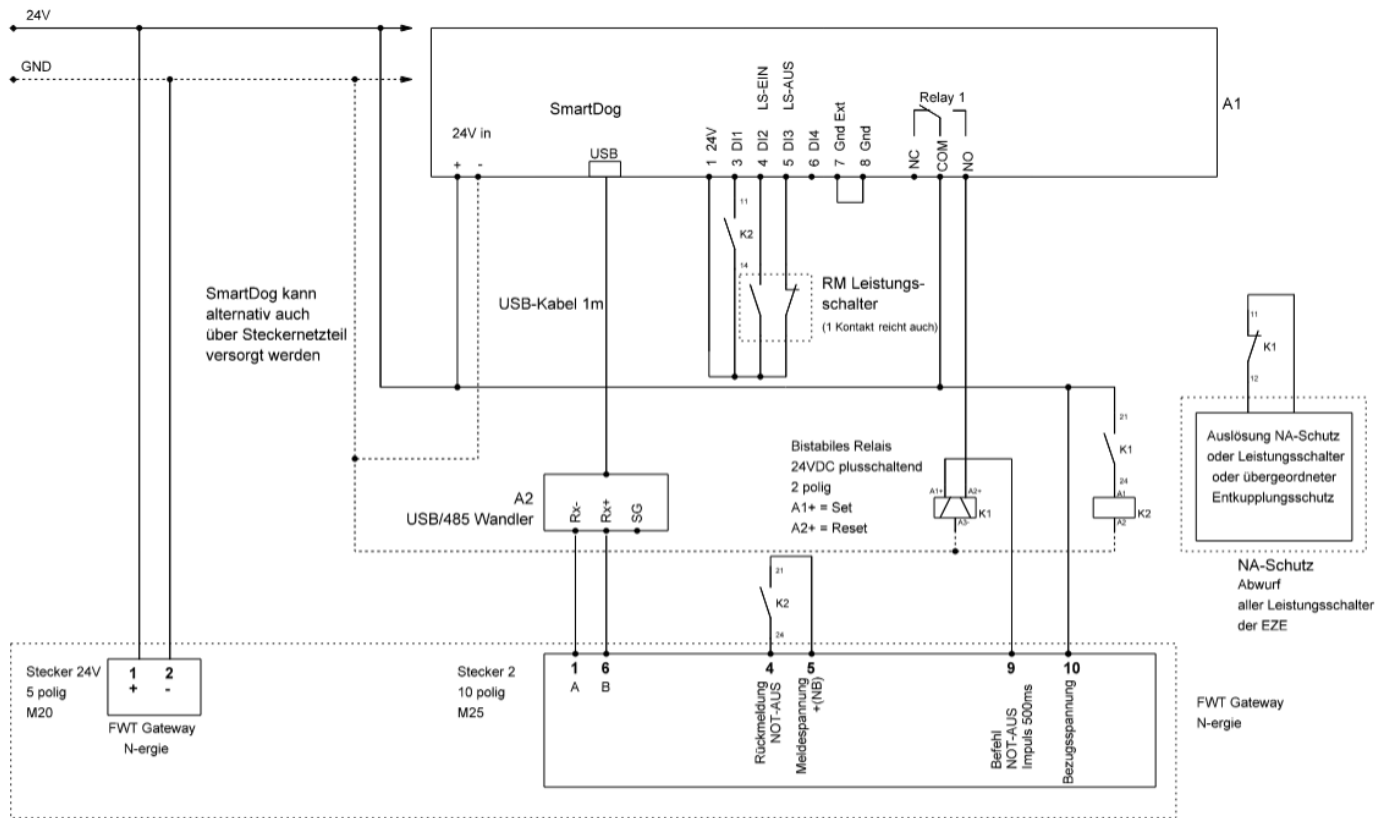 24V
GND
SmartDog
24V in
+
-
USB
1 24V
3 DI1
4 DI2 LS-EIN
5 DI3 LS-AUS
6 DI4
7 Gnd Ext
8 Gnd
Relay 1
NC
COM
NO
A1
11
K2
14
RM Leistungs-
schalter
(1 Kontakt reicht auch)
SmartDog kann
alternativ auch
über Steckernetzteil
versorgt werden
USB-Kabel 1m
11
K1
12
Auslösung NA-Schutz
oder Leistungsschalter
oder übergeordneter
Entkupplungsschutz
NA-Schutz
Abwurf
aller Leistungsschalter
der EZE
Bistabiles Relais
24VDC plusschaltend
2 polig
A1+ = Set
A2+ = Reset
A1+
A2+
K1
A3-
21
K1
24
A1
K2
A2
A2
USB/485 Wandler
Rx-
Rx+
SG
21
K2
24
Stecker 24V
5 polig
M20
1
+
2
-
FWT Gateway
N-ergie
Stecker 2
10 polig
M25
1
A
6
B
4
Rückmeldung
NOT-AUS
5
Meldespannung
+(NB)
9
Befehl
NOT-AUS
Impuls 500ms
10
Bezugsspannung
FWT Gateway
N-ergie